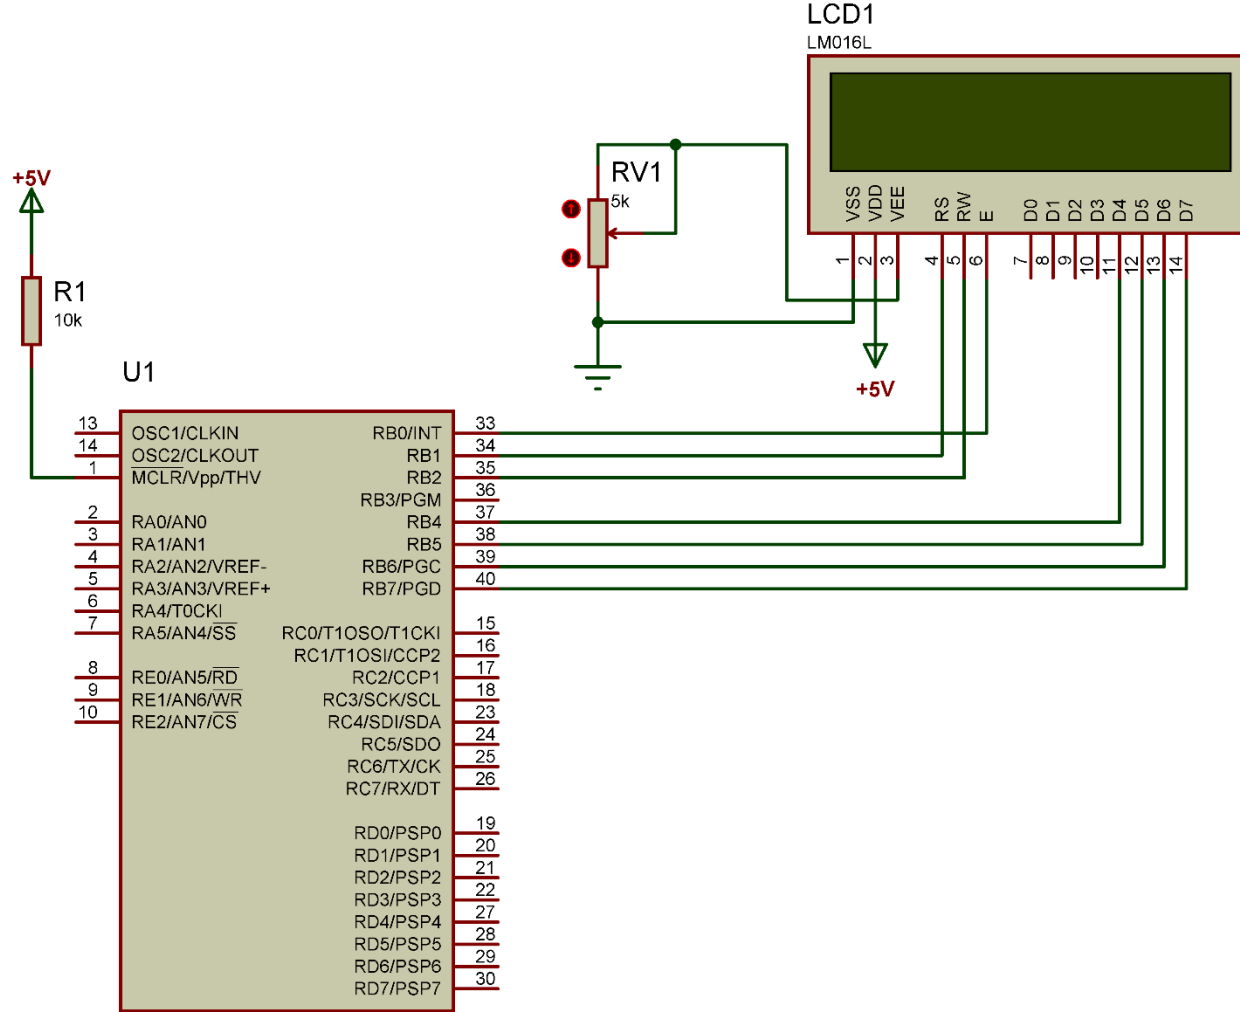 LCD1
LM016L
VSS
VDD
VEE
RS
RW
E
D0
D1
D2
D3
D4
D5
D6
D7
1
2
3
4
5
6
7
8
9
10
11
12
13
14
+5V
RV1
5k
+5V
R1
10k
U1
13 OSC1/CLKIN RB0/INT 33
14 OSC2/CLKOUT RB1 34
1 MCLR/Vpp/THV RB2 35
RB3/PGM 36
2 RA0/AN0 RB4 37
3 RA1/AN1 RB5 38
4 RA2/AN2/VREF- RB6/PGC 39
5 RA3/AN3/VREF+ RB7/PGD 40
6 RA4/T0CKI
7 RA5/AN4/SS RC0/T1OSO/T1CKI 15
RC1/T1OSI/CCP2 16
8 RE0/AN5/RD RC2/CCP1 17
9 RE1/AN6/WR RC3/SCK/SCL 18
10 RE2/AN7/CS RC4/SDI/SDA 23
RC5/SDO 24
RC6/TX/CK 25
RC7/RX/DT 26
RD0/PSP0 19
RD1/PSP1 20
RD2/PSP2 21
RD3/PSP3 22
RD4/PSP4 27
RD5/PSP5 28
RD6/PSP6 29
RD7/PSP7 30